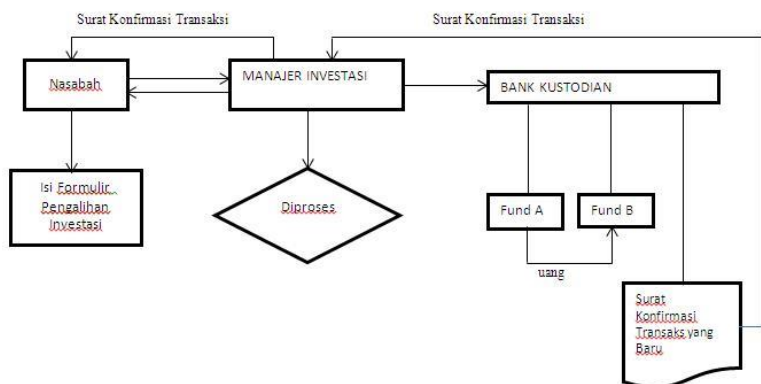 Surat Konfirmasi Transaksi
Surat Konfirmasi Transaksi
Nasabah
MANAJER INVESTASI
BANK KUSTODIAN
Isi Formulir
Pengalihan
Investasi
Diproses
Fund A
Fund B
uang
Surat
Konfirmasi
Transaks yang
Baru